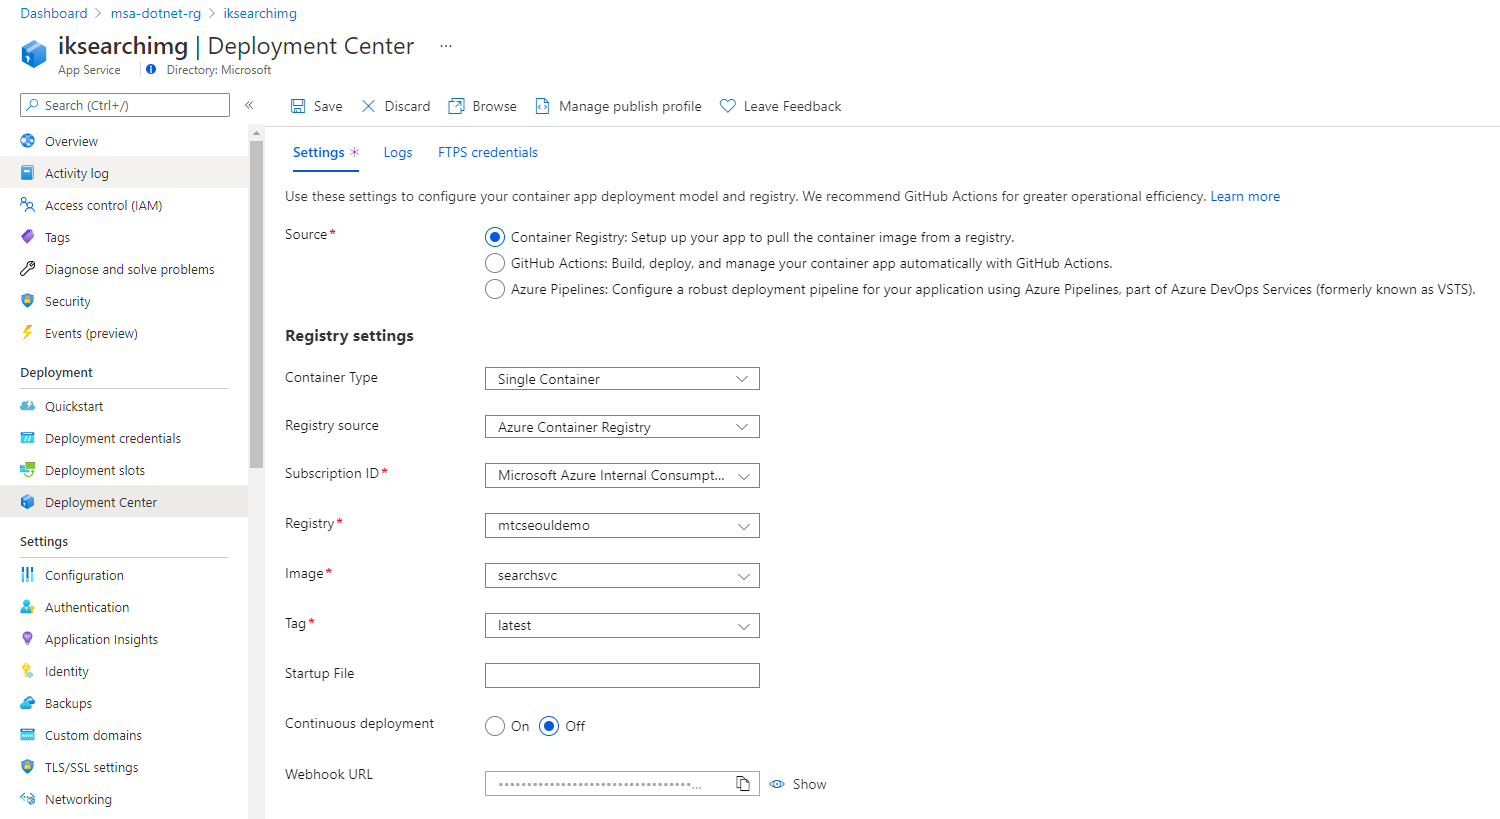 Dashboard > msa-dotnet-rg > iksearchimg
iksearchimg | Deployment Center ...
App Service
Directory: Microsoft
Search (Ctrl+/)
«
Overview
Activity log
Access control (IAM)
Tags
Diagnose and solve problems
Security
Events (preview)
Deployment
Quickstart
Deployment credentials
Deployment slots
Deployment Center
Settings
Configuration
Authentication
Application Insights
Identity
Backups
Custom domains
TLS/SSL settings
Networking
Save
Discard
Browse
Manage publish profile
Leave Feedback
Settings *
Logs
FTPS credentials
Use these settings to configure your container app deployment model and registry. We recommend GitHub Actions for greater operational efficiency. Learn more
Source*
Container Registry: Setup up your app to pull the container image from a registry.
GitHub Actions: Build, deploy, and manage your container app automatically with GitHub Actions.
Azure Pipelines: Configure a robust deployment pipeline for your application using Azure Pipelines, part of Azure DevOps Services (formerly known as VSTS).
Registry settings
Container Type
Single Container
Registry source
Azure Container Registry
Subscription ID*
Microsoft Azure Internal Consumpt...
Registry*
mtcseouldemo
Image*
searchsvc
Tag*
latest
Startup File
Continuous deployment
On
Off
Webhook URL
••••••••••••••••••••••••••••••••••...
Show